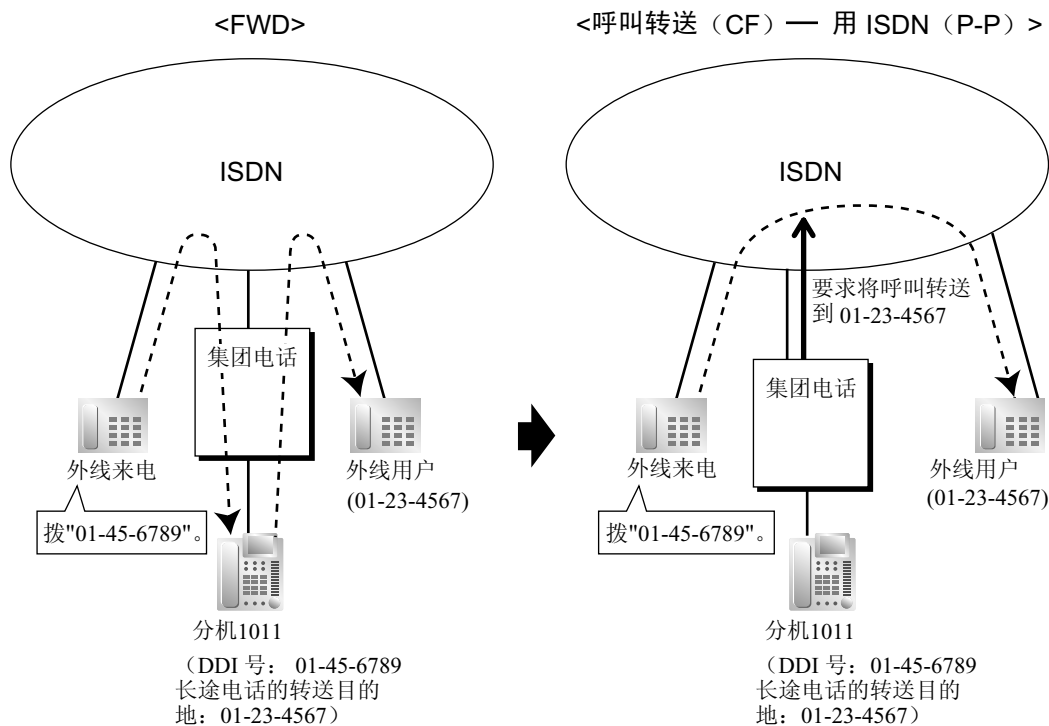 <FWD>
ISDN
集团电话
外线来电
外线用户
(01-23-4567)
拨"01-45-6789"。
分机1011
（DDI 号： 01-45-6789
长途电话的转送目的
地：01-23-4567）
<呼叫转送（CF）— 用 ISDN（P-P）>
ISDN
要求将呼叫转送
到 01-23-4567
集团电话
外线来电
外线用户
(01-23-4567)
拨"01-45-6789"。
分机1011
（DDI 号：01-45-6789
长途电话的转送目的
地：01-23-4567）